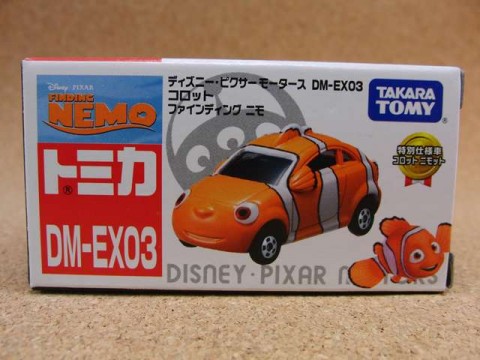 Disney · PIXAR
FINDING
NEMO
トミカ
®
DM-EX03
ディズニー・ピクサー モータース DM-EX03
コロット
ファインディング ニモ
TAKARA
TOMY
特別仕様車
コロット ニモット
DISNEY · PIXAR MOTORS